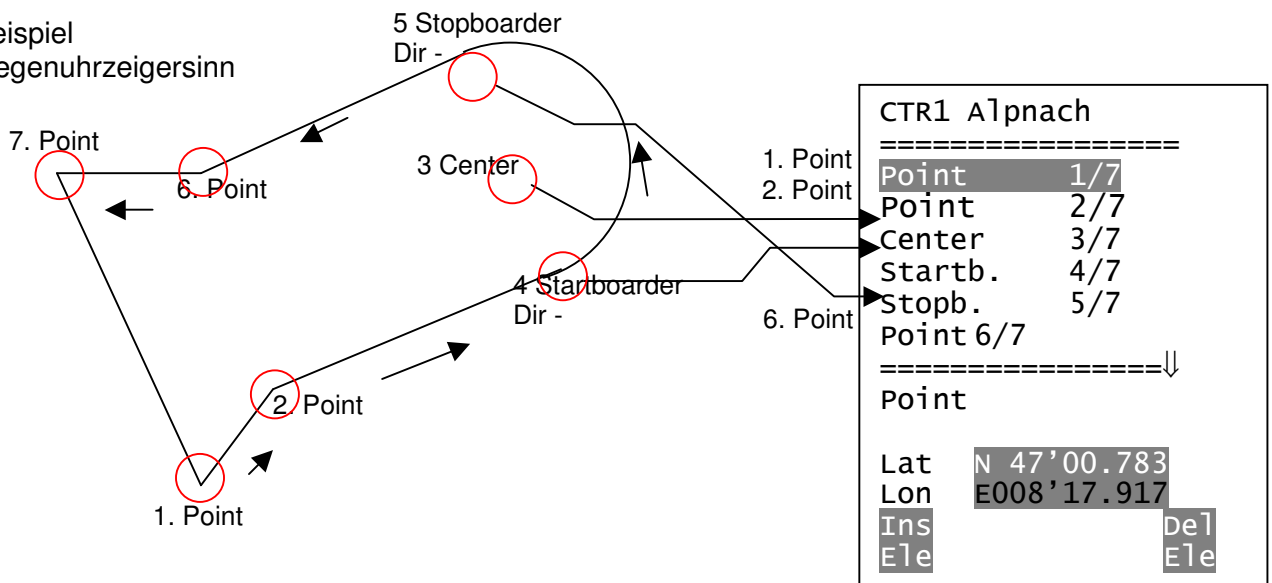 eispiel
egenuhrzeigersinn
5 Stopboarder
Dir -
7. Point
6. Point
3 Center
4 Startboarder
Dir -
2. Point
1. Point
1. Point
2. Point
6. Point
CTR1 Alpnach
=================
Point 1/7
Point 2/7
Center 3/7
Startb. 4/7
Stopb. 5/7
Point 6/7
================⇓
Point
Lat N 47’00.783
Lon E008’17.917
Ins Del
Ele Ele